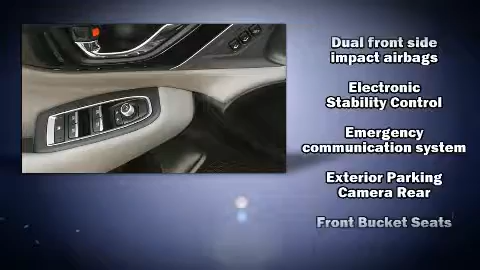 Dual front side
impact airbags
Electronic
Stability Control
Emergency
communication system
Exterior Parking
Camera Rear
Front Bucket Seats